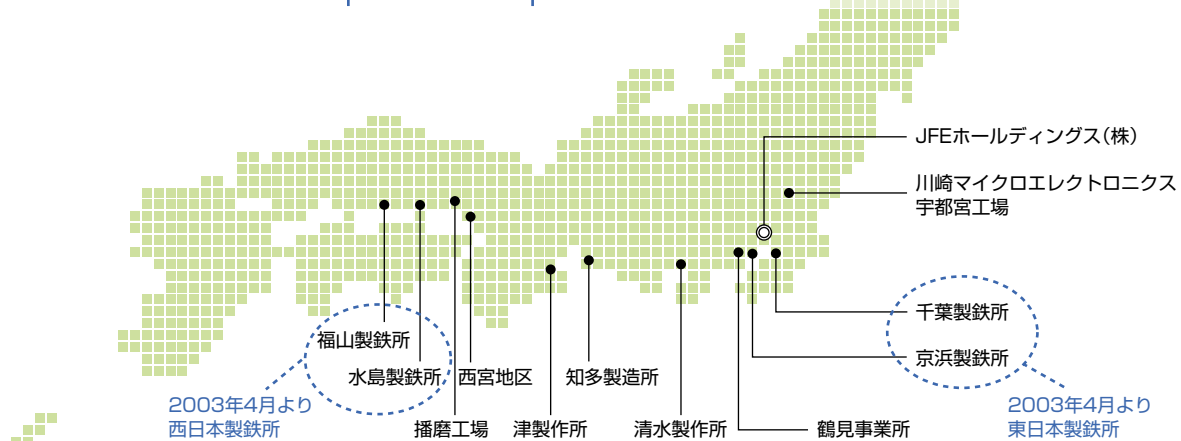 JFEホールディングス(株)
川崎マイクロエレクトロニクス
宇都宮工場
千葉製鉄所
福山製鉄所
京浜製鉄所
水島製鉄所
西宮地区
知多製造所
2003年4月より
西日本製鉄所
2003年4月より
東日本製鉄所
播磨工場
津製作所
清水製作所
鶴見事業所